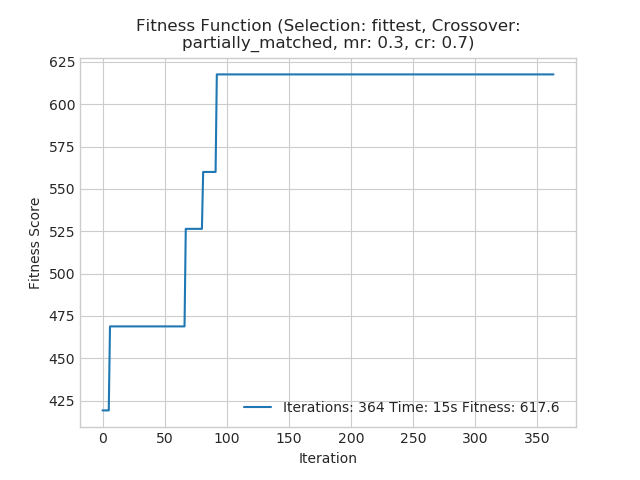 Fitness Function (Selection: fittest, Crossover:
partially_matched, mr: 0.3, cr: 0.7)
Fitness Score
625
600
575
550
525
500
475
450
425
Iterations: 364 Time: 15s Fitness: 617.6
0 50 100 150 200 250 300 350
Iteration